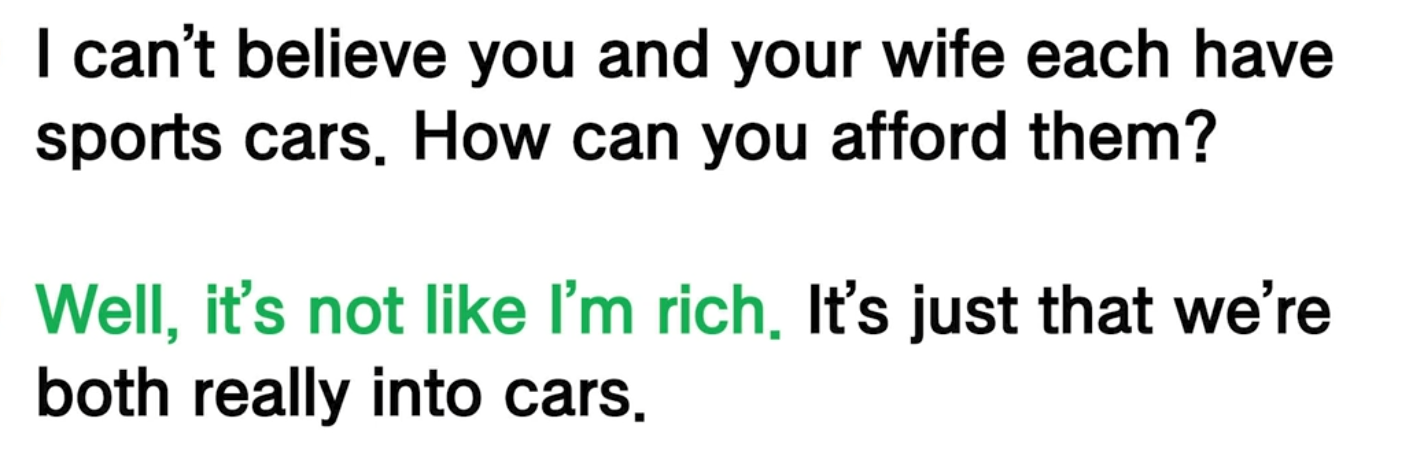 I can’t believe you and your wife each have
sports cars. How can you afford them?
Well, it’s not like I’m rich. It’s just that we’re
both really into cars.